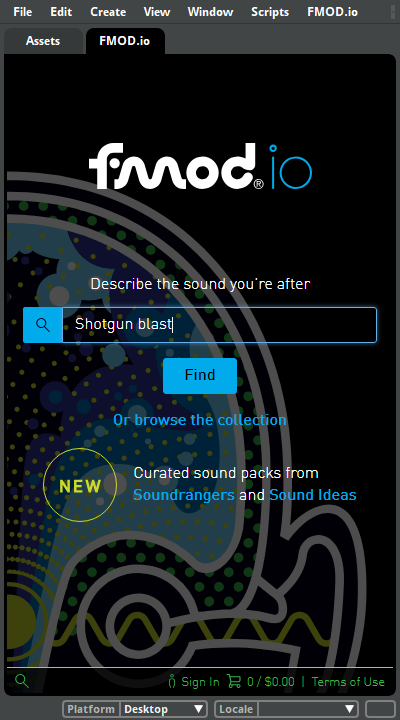 File Edit Create View Window Scripts FMOD.io
Assets FMOD.io
fmod® io
Describe the sound you're after
Shotgun blast
Find
Or browse the collection
NEW
Curated sound packs from
Soundrangers and Sound Ideas
Sign In 0 / $0.00 | Terms of Use
Platform Desktop Locale